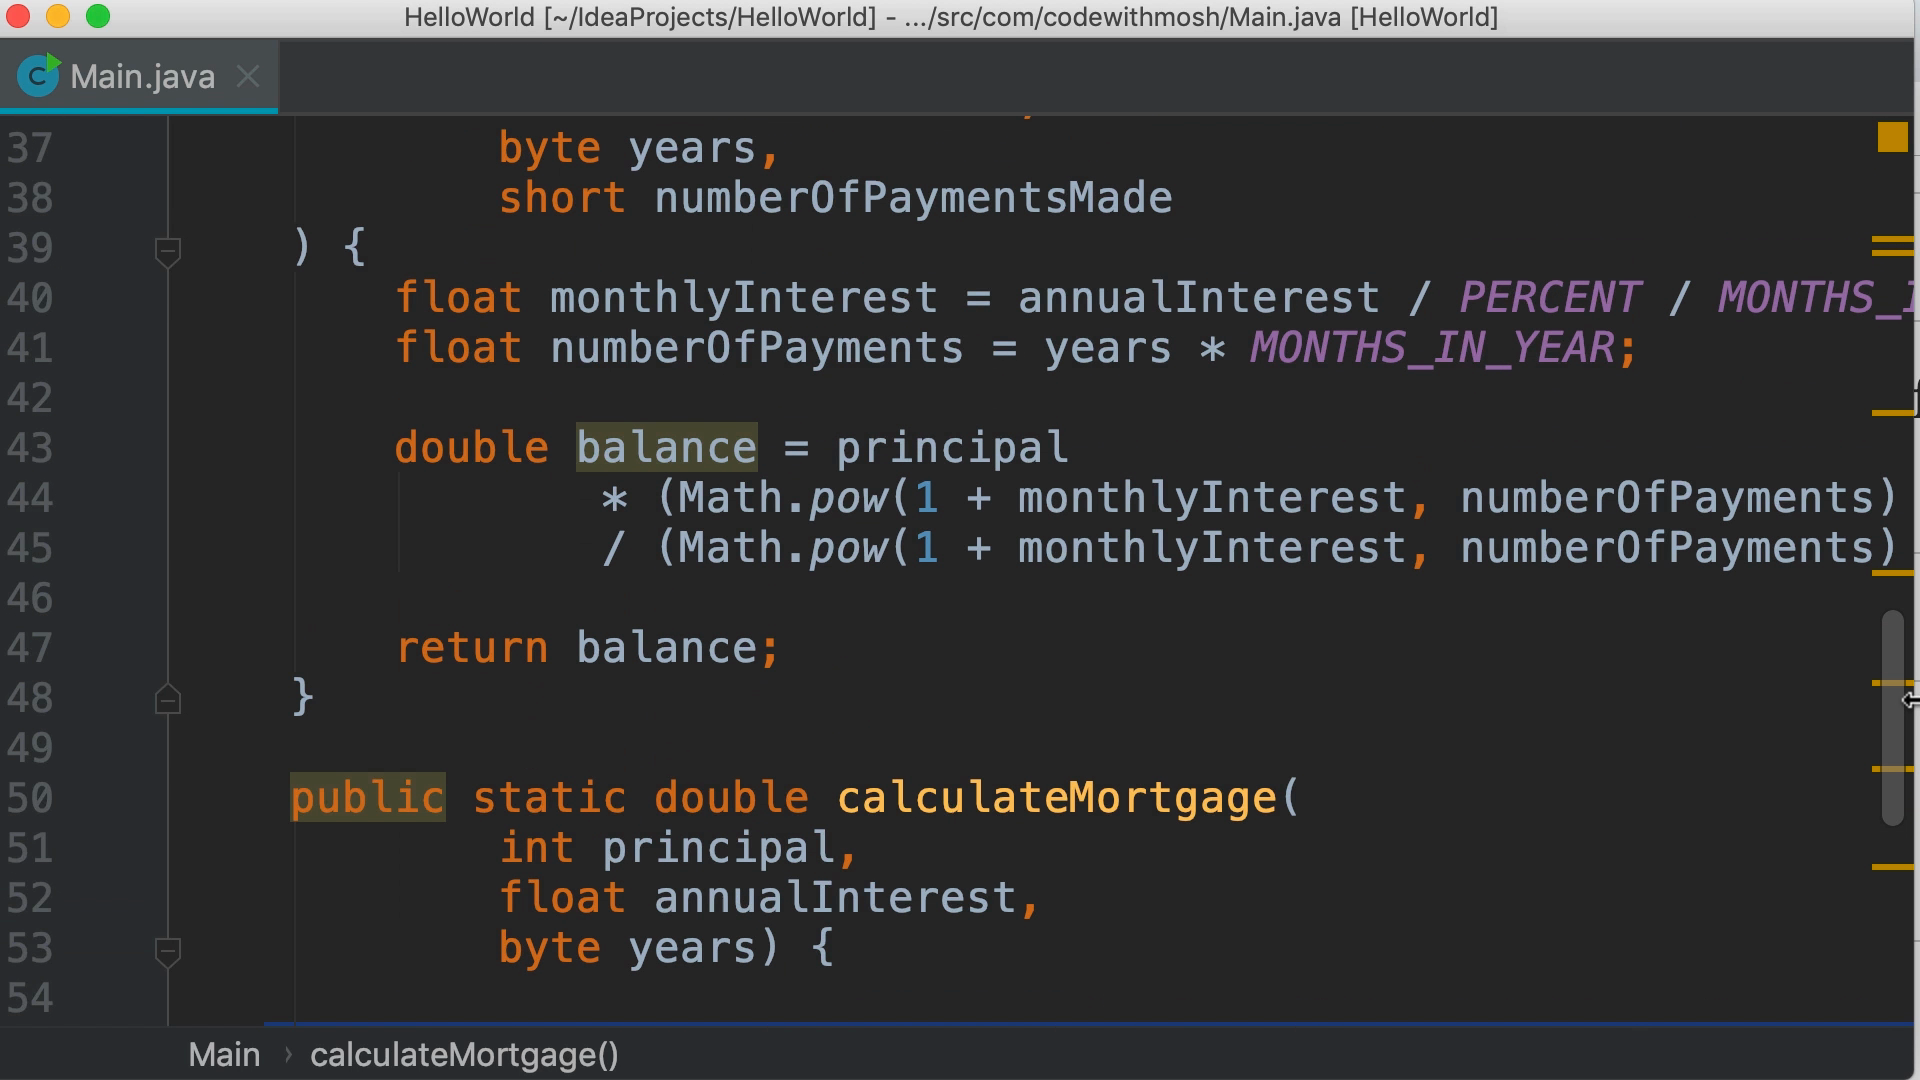 HelloWorld [~/IdeaProjects/HelloWorld] - .../src/com/codewithmosh/Main.java [HelloWorld]
Main.java
37 byte years,
38 short numberOfPaymentsMade
39 ) {
40 float monthlyInterest = annualInterest / PERCENT / MONTHS_I
41 float numberOfPayments = years * MONTHS_IN_YEAR;
42
43 double balance = principal
44 * (Math.pow(1 + monthlyInterest, numberOfPayments)
45 / (Math.pow(1 + monthlyInterest, numberOfPayments)
46
47 return balance;
48 }
49
50 public static double calculateMortgage(
51 int principal,
52 float annualInterest,
53 byte years) {
54
Main › calculateMortgage()